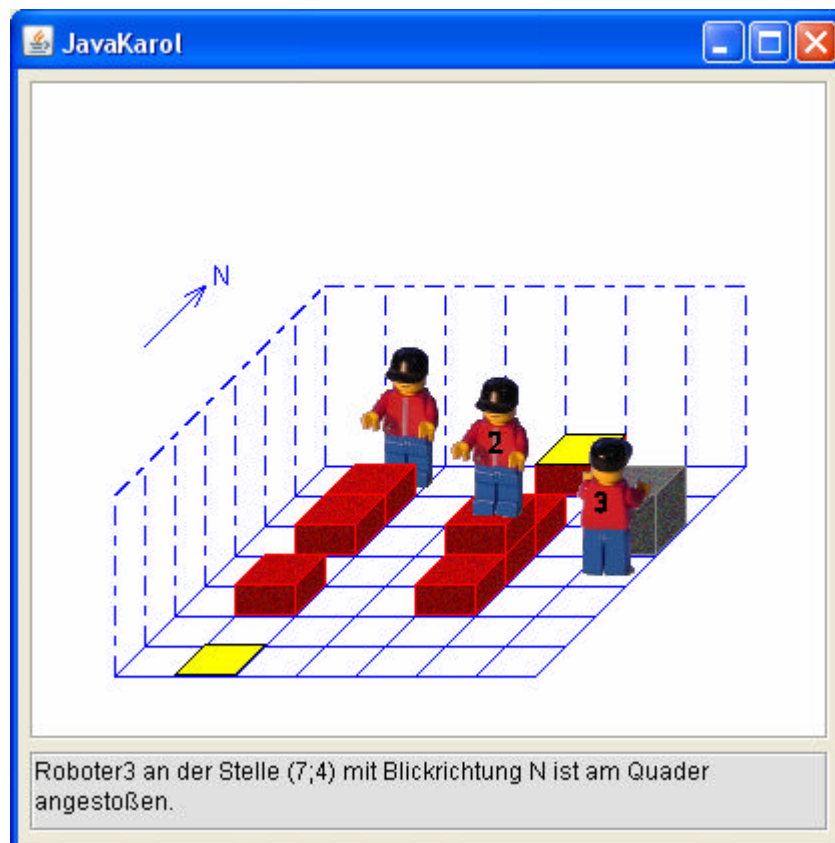 JavaKarol
N
2
3
Roboter3 an der Stelle (7;4) mit Blickrichtung N ist am Quader
angestoßen.